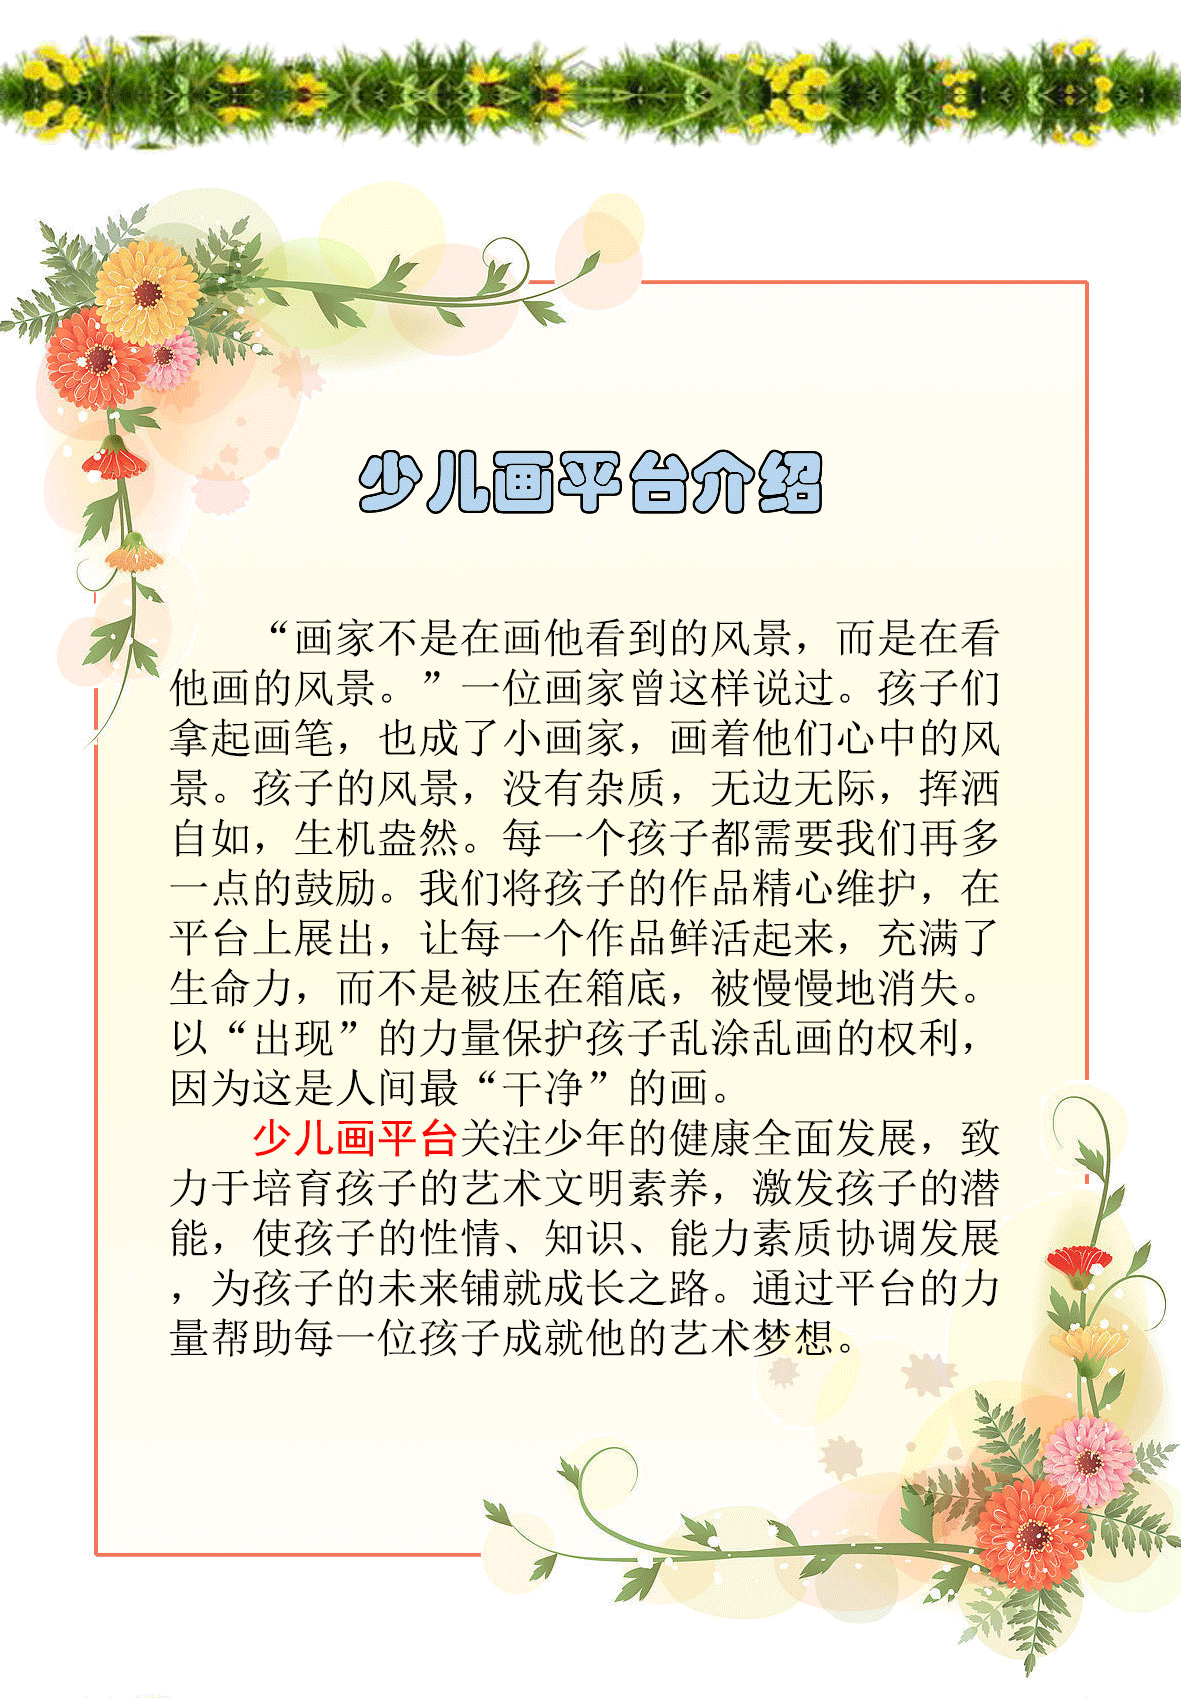 少儿画平台介绍
“画家不是在画他看到的风景，而是在看
他画的风景。”一位画家曾这样说过。孩子们
拿起画笔，也成了小画家，画着他们心中的风
景。孩子的风景，没有杂质，无边无际，挥洒
自如，生机盎然。每一个孩子都需要我们再多
一点的鼓励。我们将孩子的作品精心维护，在
平台上展出，让每一个作品鲜活起来，充满了
生命力，而不是被压在箱底，被慢慢地消失。
以“出现”的力量保护孩子乱涂乱画的权利，
因为这是人间最“干净”的画。
少儿画平台关注少年的健康全面发展，致
力于培育孩子的艺术文明素养，激发孩子的潜
能，使孩子的性情、知识、能力素质协调发展
，为孩子的未来铺就成长之路。通过平台的力
量帮助每一位孩子成就他的艺术梦想。